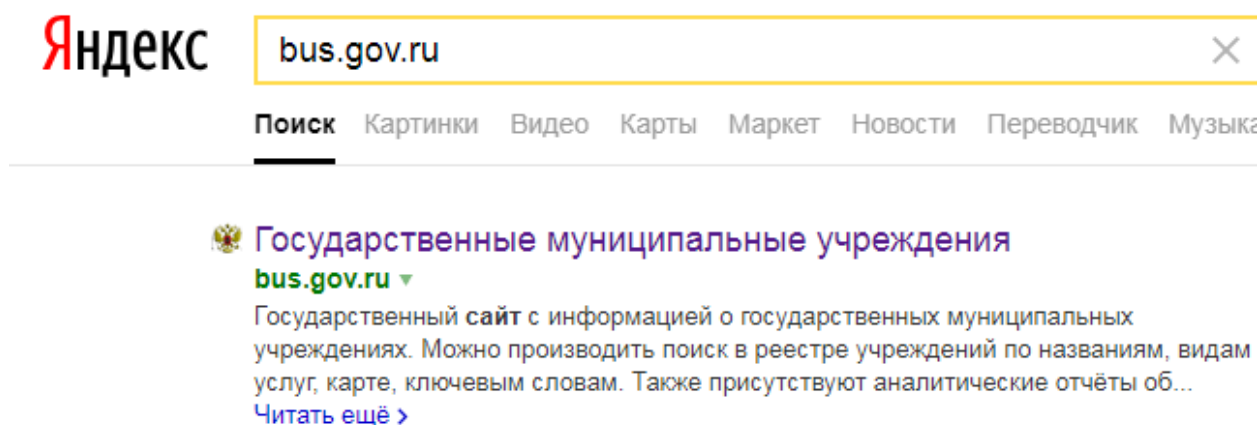 Яндекс
bus.gov.ru
Поиск Картинки Видео Карты Маркет Новости Переводчик Музыка
Государственные муниципальные учреждения
bus.gov.ru
Государственный сайт с информацией о государственных муниципальных
учреждениях. Можно производить поиск в реестре учреждений по названиям, видам
услуг, карте, ключевым словам. Также присутствуют аналитические отчёты об...
Читать ещё >